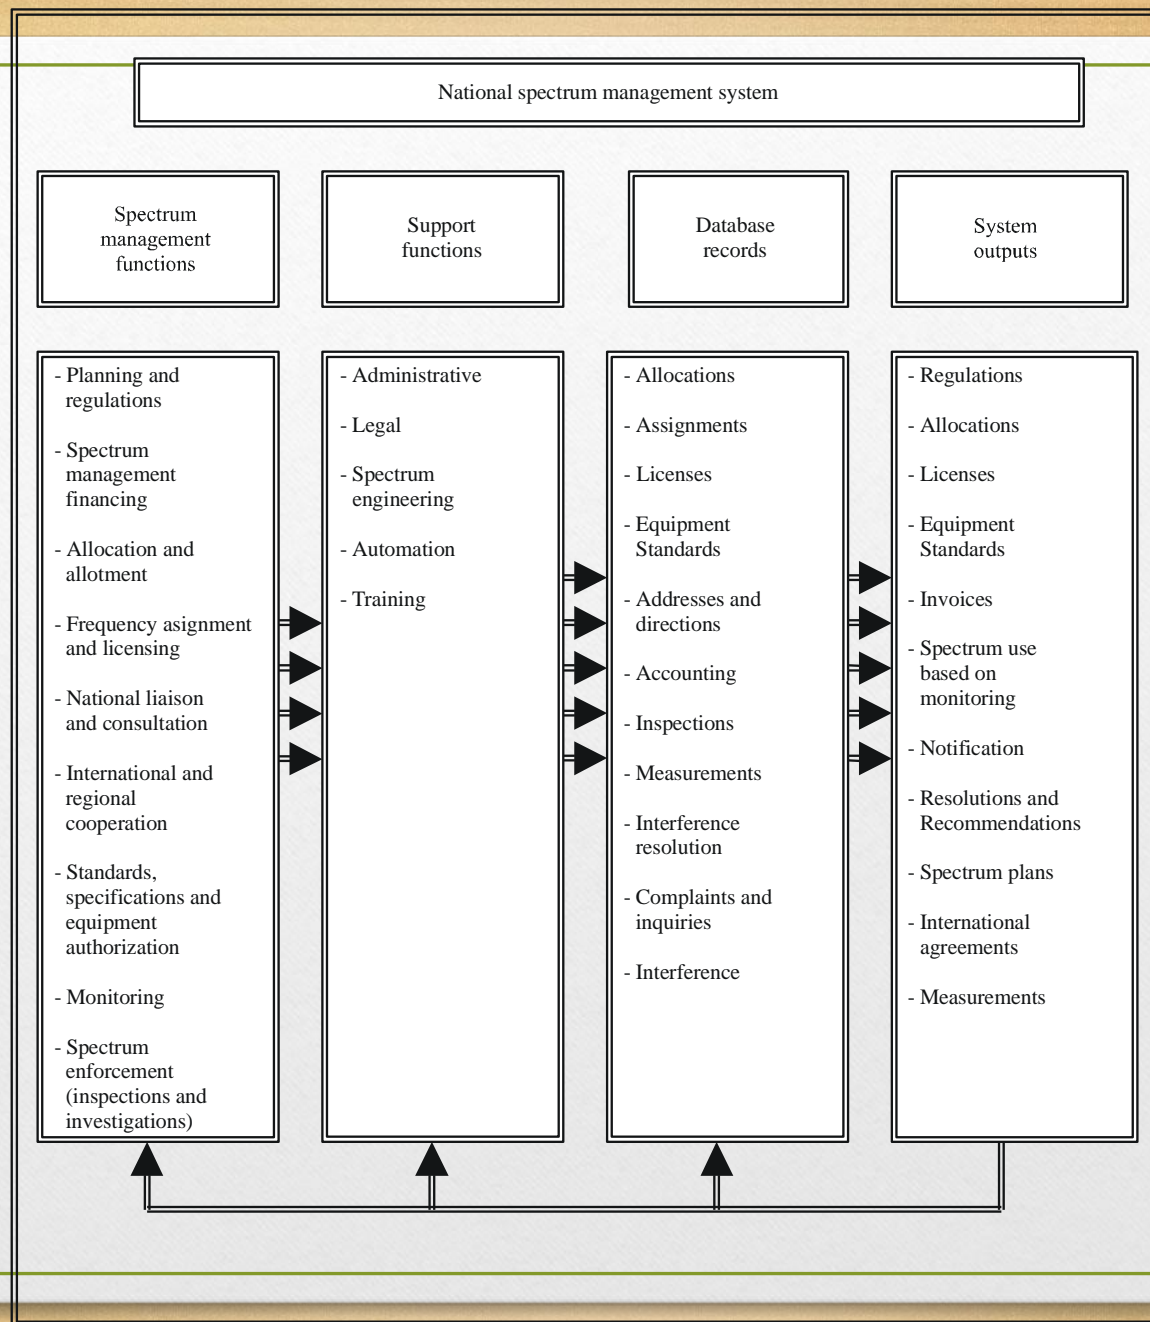 National spectrum management system
Spectrum
management
functions
Support
functions
Database
records
System
outputs
- Planning and
regulations
- Spectrum
management
financing
- Allocation and
allotment
- Frequency asignment
and licensing
- National liaison
and consultation
- International and
regional
cooperation
- Standards,
specifications and
equipment
authorization
- Monitoring
- Spectrum
enforcement
(inspections and
investigations)
- Administrative
- Legal
- Spectrum
engineering
- Automation
- Training
- Allocations
- Assignments
- Licenses
- Equipment
Standards
- Addresses and
directions
- Accounting
- Inspections
- Measurements
- Interference
resolution
- Complaints and
inquiries
- Interference
- Regulations
- Allocations
- Licenses
- Equipment
Standards
- Invoices
- Spectrum use
based on
monitoring
- Notification
- Resolutions and
Recommendations
- Spectrum plans
- International
agreements
- Measurements